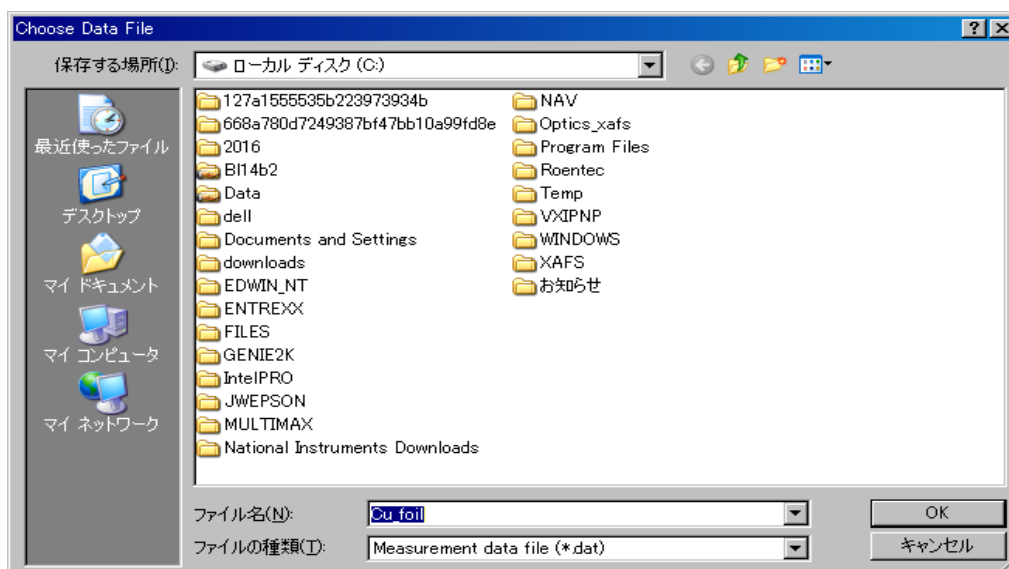 Choose Data File
保存する場所(I):
ローカル ディスク (C:)
最近使ったファイル
デスクトップ
マイ ドキュメント
マイ コンピュータ
マイ ネットワーク
127a1555535b223973934b
668a780d7249387bf47bb10a99fd8e
2016
Bl14b2
Data
dell
Documents and Settings
downloads
EDWIN_NT
ENTREXX
FILES
GENIE2K
IntelPRO
JWEPSON
MULTIMAX
National Instruments Downloads
NAV
Optics_xafs
Program Files
Roentec
Temp
VXIPNP
WINDOWS
XAFS
お知らせ
ファイル名(N):
Cu_foil
OK
ファイルの種類(T):
Measurement data file (*.dat)
キャンセル